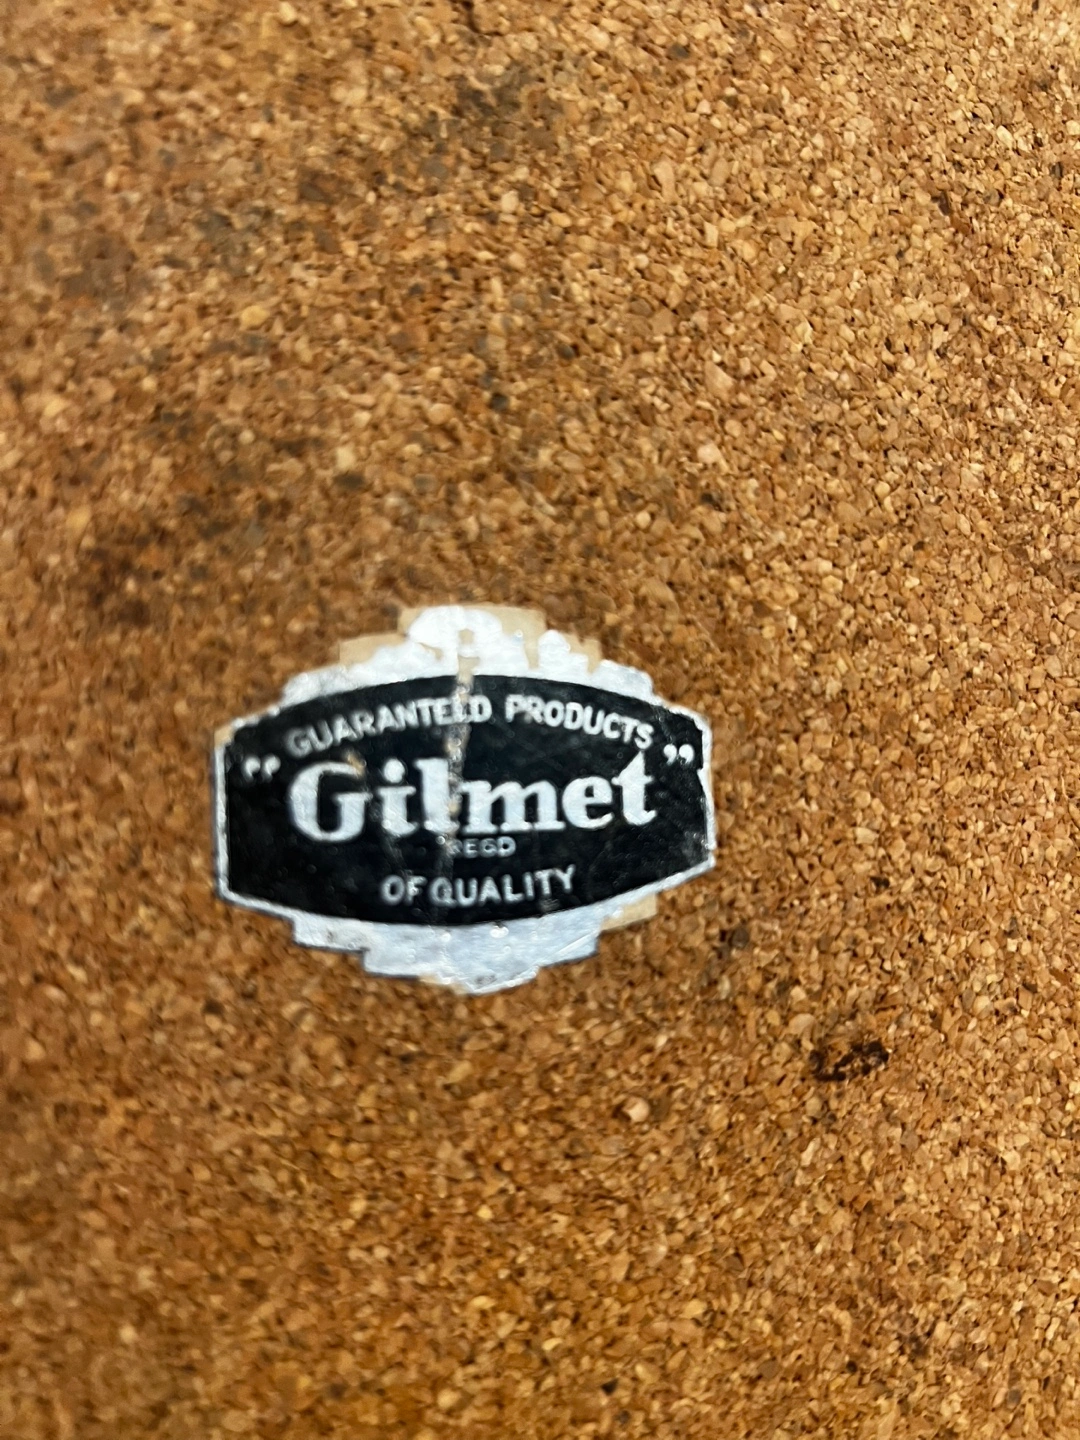 GUARANTEED PRODUCTS
"Gilmet"
REGD
OF QUALITY